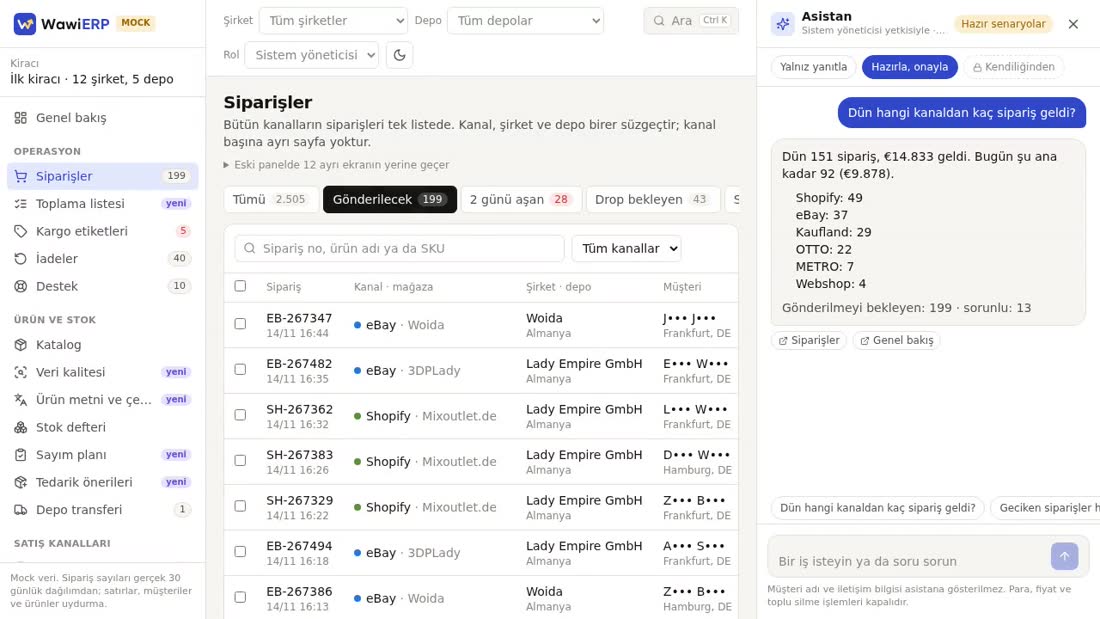 WawiERP MOCK
Kiracı
İlk kiracı · 12 şirket, 5 depo
Genel bakış
OPERASYON
Siparişler 199
Toplama listesi yeni
Kargo etiketleri 5
İadeler 40
Destek 10
ÜRÜN VE STOK
Katalog
Veri kalitesi yeni
Ürün metni ve çe... yeni
Stok defteri
Sayım planı yeni
Tedarik önerileri yeni
Depo transferi 1
SATIŞ KANALLARI
Mock veri. Sipariş sayıları gerçek 30
günlük dağılımdan; satırlar, müşteriler
ve ürünler uydurma.
Şirket Tüm şirketler Depo Tüm depolar Ara Ctrl K
Rol Sistem yöneticisi
Siparişler
Bütün kanalların siparişleri tek listede. Kanal, şirket ve depo birer süzgeçtir; kanal
başına ayrı sayfa yoktur.
Eski panelde 12 ayrı ekranın yerine geçer
Tümü 2.505 Gönderilecek 199 2 günü aşan 28 Drop bekleyen 43 S
Sipariş no, ürün adı ya da SKU Tüm kanallar
Sipariş Kanal · mağaza Şirket · depo Müşteri
EB-267347 eBay · Woida Woida J••• J•••
14/11 16:44 Almanya Frankfurt, DE
EB-267482 eBay · 3DPLady Lady Empire GmbH E••• W•••
14/11 16:35 Almanya Frankfurt, DE
SH-267362 Shopify · Mixoutlet.de Lady Empire GmbH L••• W•••
14/11 16:32 Almanya Frankfurt, DE
SH-267383 Shopify · Mixoutlet.de Lady Empire GmbH D••• W•••
14/11 16:26 Almanya Hamburg, DE
SH-267329 Shopify · Mixoutlet.de Lady Empire GmbH Z••• B•••
14/11 16:22 Almanya Frankfurt, DE
EB-267494 eBay · 3DPLady Lady Empire GmbH A••• S•••
14/11 16:18 Almanya Frankfurt, DE
EB-267386 eBay · Woida Woida Z••• B•••
14/11 16:13 Almanya Hamburg, DE
Asistan
Sistem yöneticisi yetkisiyle ·... Hazır senaryolar
Yalnız yanıtla Hazırla, onayla Kendiliğinden
Dün hangi kanaldan kaç sipariş geldi?
Dün 151 sipariş, €14.833 geldi. Bugün şu ana
kadar 92 (€9.878).
Shopify: 49
eBay: 37
Kaufland: 29
OTTO: 22
METRO: 7
Webshop: 4
Gönderilmeyi bekleyen: 199 · sorunlu: 13
Siparişler Genel bakış
Dün hangi kanaldan kaç sipariş geldi? Geciken siparişler h
Bir iş isteyin ya da soru sorun
Müşteri adı ve iletişim bilgisi asistana gösterilmez. Para, fiyat ve
toplu silme işlemleri kapalıdır.